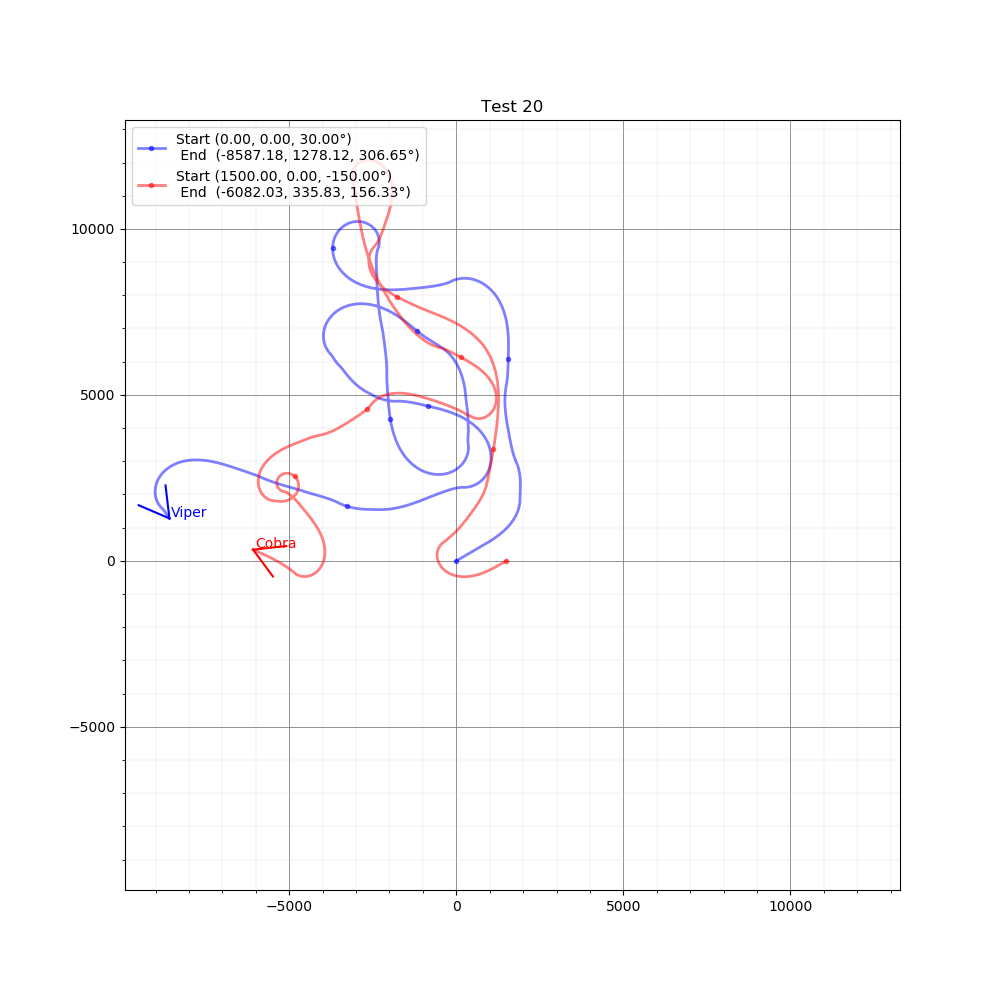 Test 20
Start (0.00, 0.00, 30.00°)
End (-8587.18, 1278.12, 306.65°)
Start (1500.00, 0.00, -150.00°)
End (-6082.03, 335.83, 156.33°)
10000
5000
Viper
Cobra
0
−5000
−5000
0
5000
10000